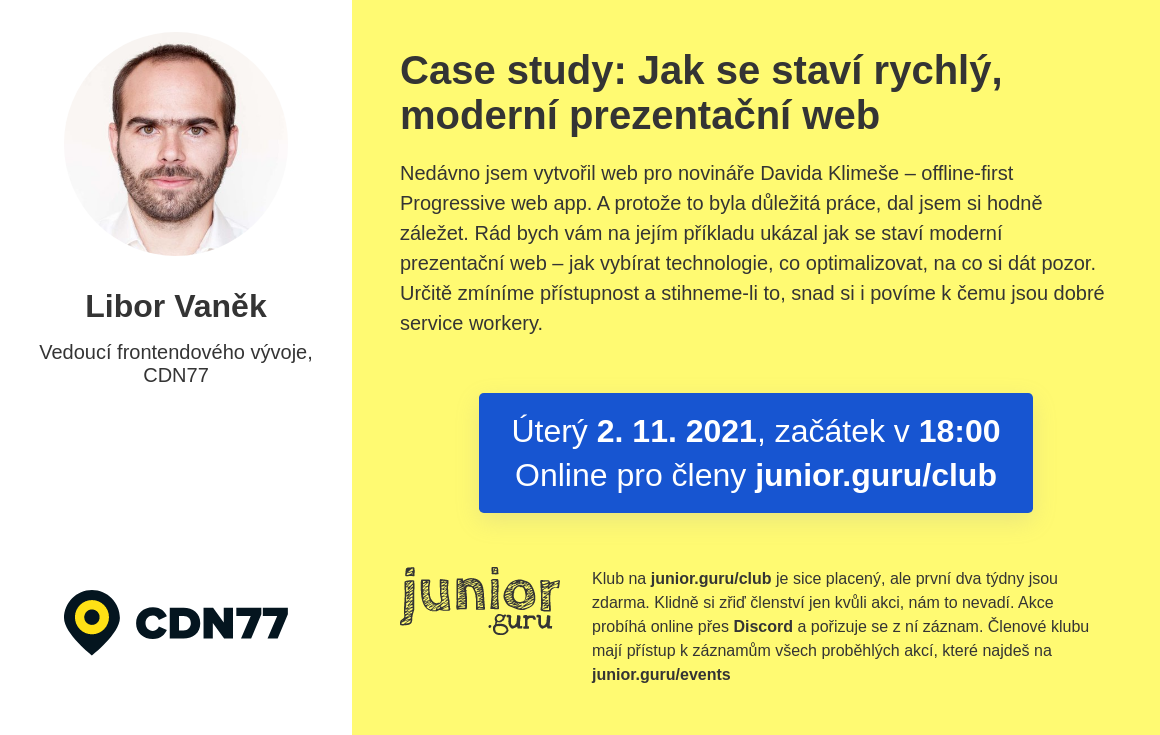 Libor Vaněk
Vedoucí frontendového vývoje,
CDN77
CDN77
Case study: Jak se staví rychlý,
moderní prezentační web
Nedávno jsem vytvořil web pro novináře Davida Klimeše – offline-first
Progressive web app. A protože to byla důležitá práce, dal jsem si hodně
záležet. Rád bych vám na jejím příkladu ukázal jak se staví moderní
prezentační web – jak vybírat technologie, co optimalizovat, na co si dát pozor.
Určitě zmíníme přístupnost a stihneme-li to, snad si i povíme k čemu jsou dobré
service workery.
Úterý 2. 11. 2021, začátek v 18:00
Online pro členy junior.guru/club
junior
.guru
Klub na junior.guru/club je sice placený, ale první dva týdny jsou
zdarma. Klidně si zřiď členství jen kvůli akci, nám to nevadí. Akce
probíhá online přes Discord a pořizuje se z ní záznam. Členové klubu
mají přístup k záznamům všech proběhlých akcí, které najdeš na
junior.guru/events